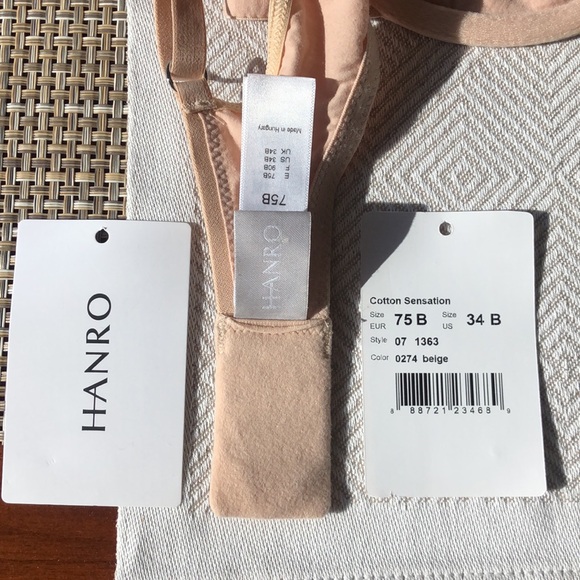 HANRO
75B
E 75B
F 90B
US 34B
UK 34B
Made in Hungary
HANRO
Cotton Sensation
Size EUR 75 B Size US 34 B
Style 07 1363
Color 0274 beige
8 88721 23468 9